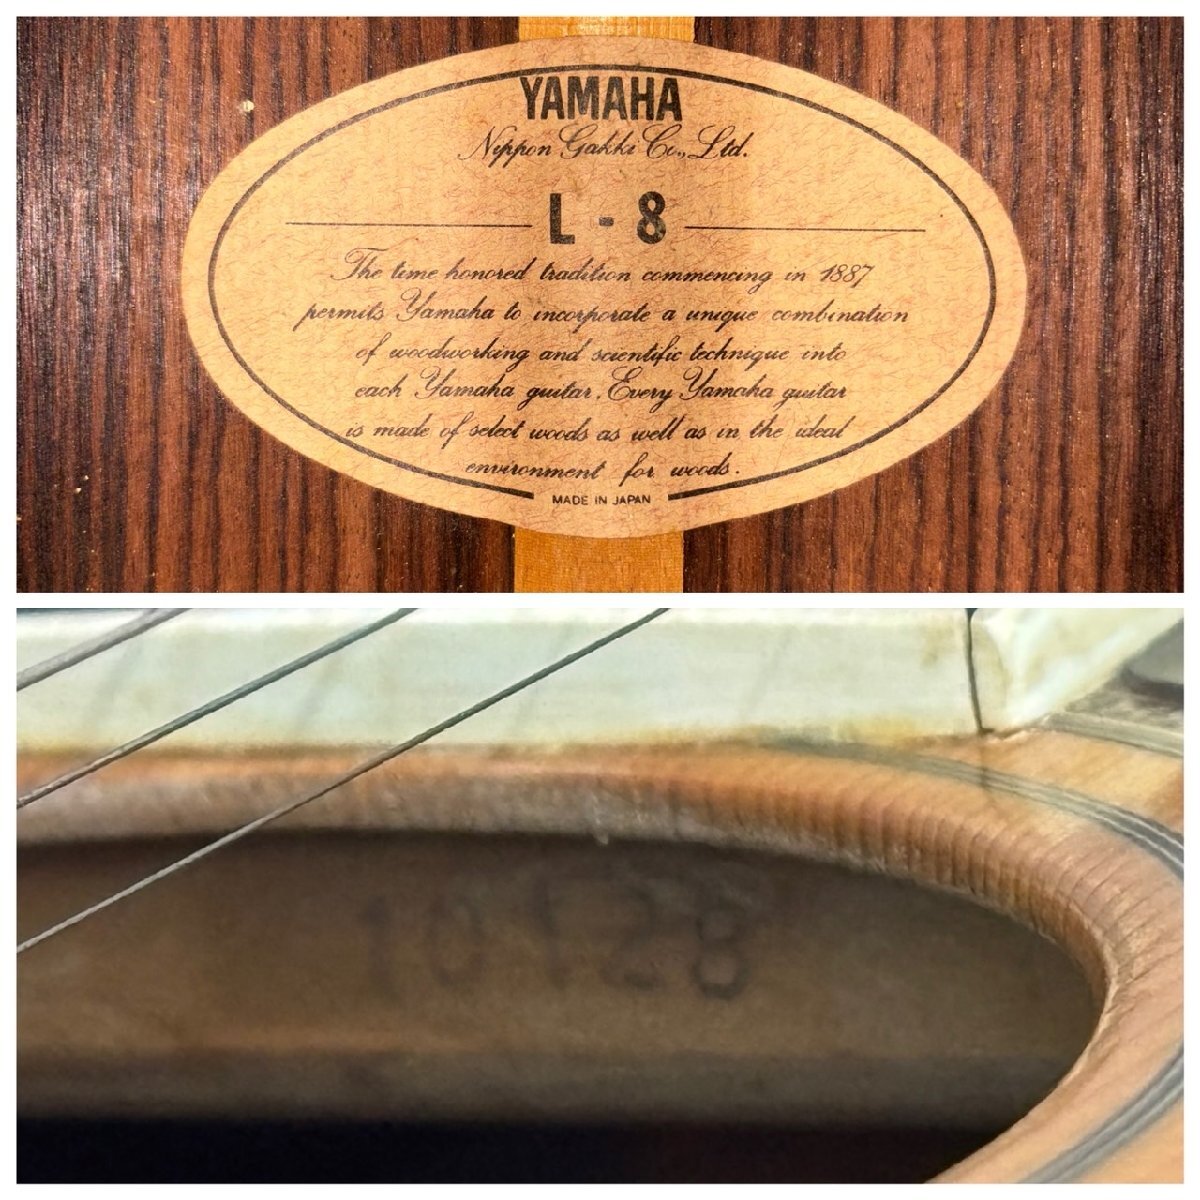 YAMAHA
Nippon Gakki Co., Ltd.
L - 8
The time honored tradition commencing in 1887
permits Yamaha to incorporate a unique combination
of woodworking and scientific technique into
each Yamaha guitar. Every Yamaha guitar
is made of select woods as well as in the ideal
environment for woods.
MADE IN JAPAN
10128